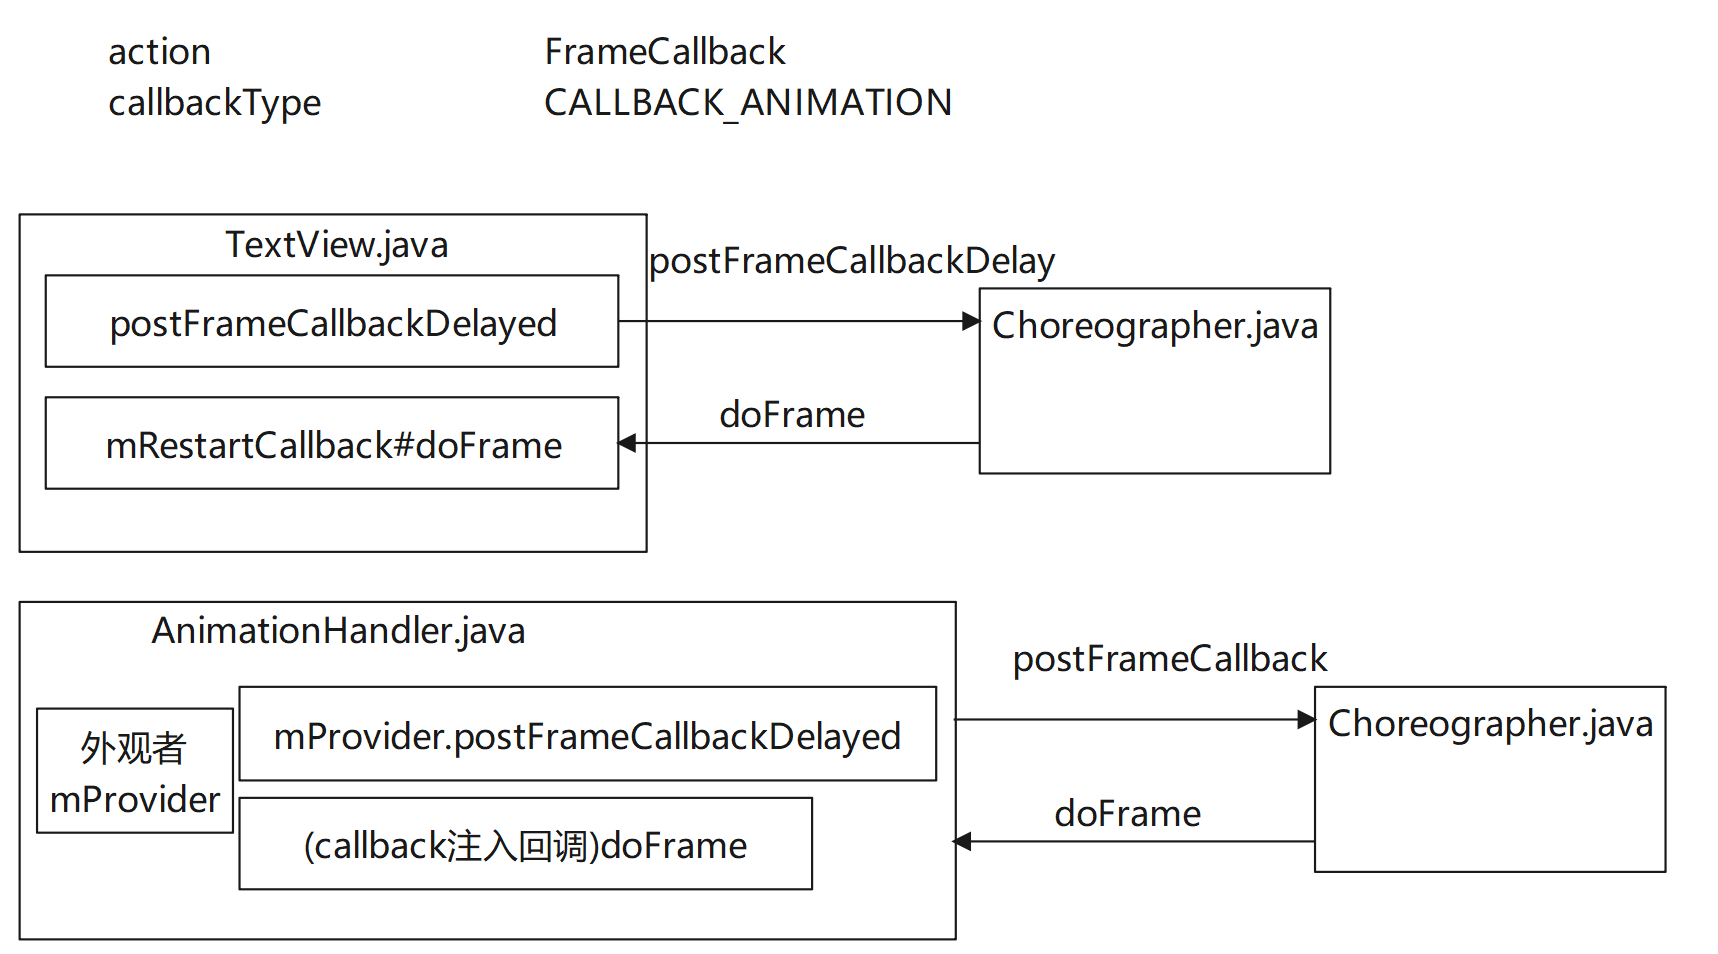 action FrameCallback
callbackType CALLBACK_ANIMATION
TextView.java
postFrameCallbackDelay
postFrameCallbackDelayed
Choreographer.java
doFrame
mRestartCallback#doFrame
AnimationHandler.java
postFrameCallback
外观者
mProvider
mProvider.postFrameCallbackDelayed
Choreographer.java
doFrame
(callback注入回调)doFrame